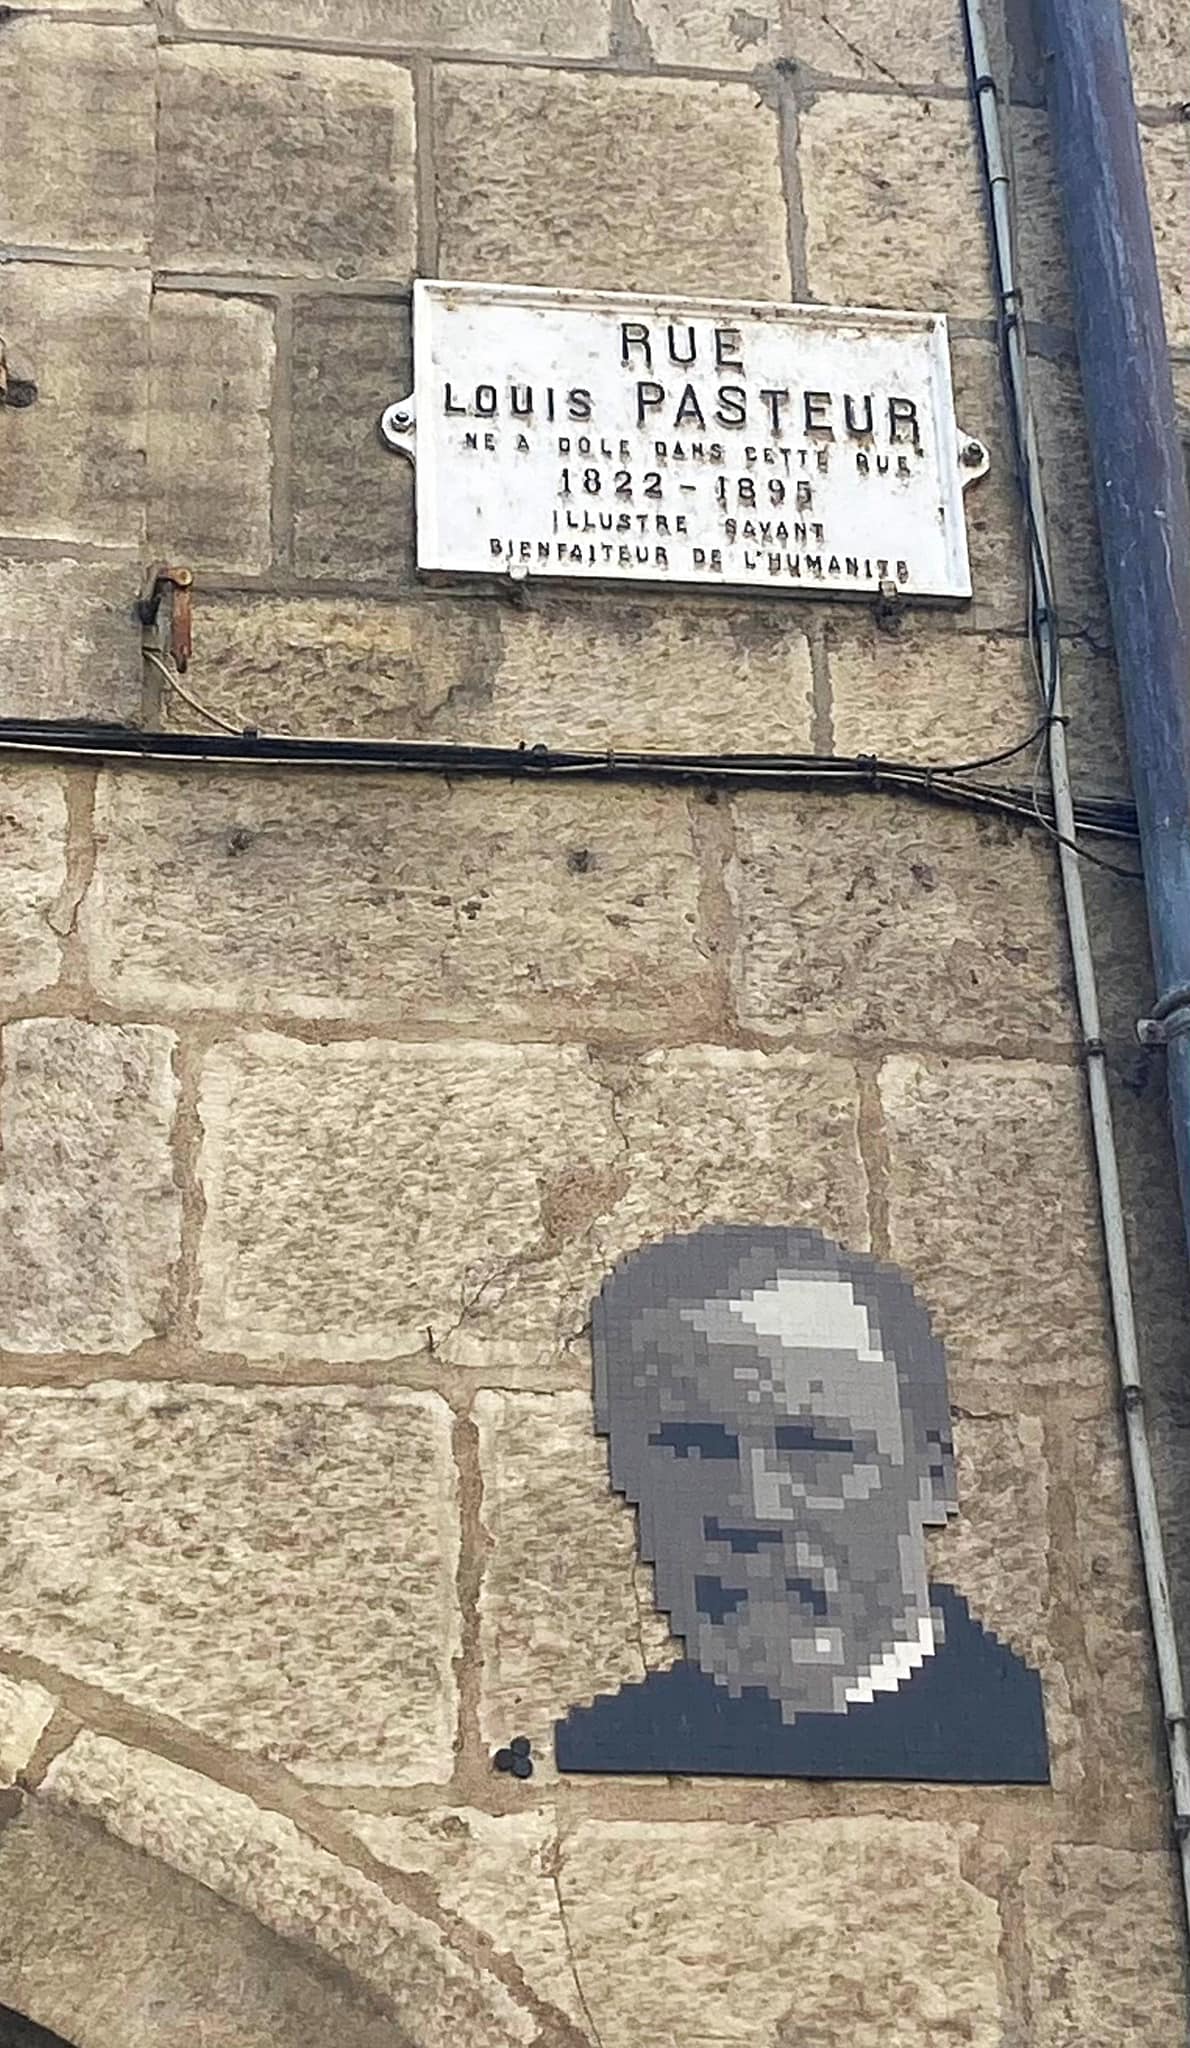 RUE
LOUIS PASTEUR
NE A DOLE DANS CETTE RUE
1822 - 1895
ILLUSTRE SAVANT
BIENFAITEUR DE L'HUMANITE